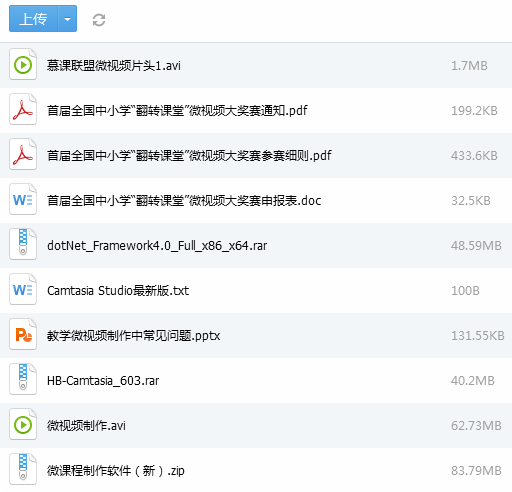 上传
慕课联盟微视频片头1.avi 1.7MB
首届全国中小学“翻转课堂”微视频大奖赛通知.pdf 199.2KB
首届全国中小学“翻转课堂”微视频大奖赛参赛细则.pdf 433.6KB
首届全国中小学“翻转课堂”微视频大奖赛申报表.doc 32.5KB
dotNet_Framework4.0_Full_x86_x64.rar 48.59MB
Camtasia Studio最新版.txt 100B
教学微视频制作中常见问题.pptx 131.55KB
HB-Camtasia_603.rar 40.2MB
微视频制作.avi 62.73MB
微课程制作软件（新）.zip 83.79MB